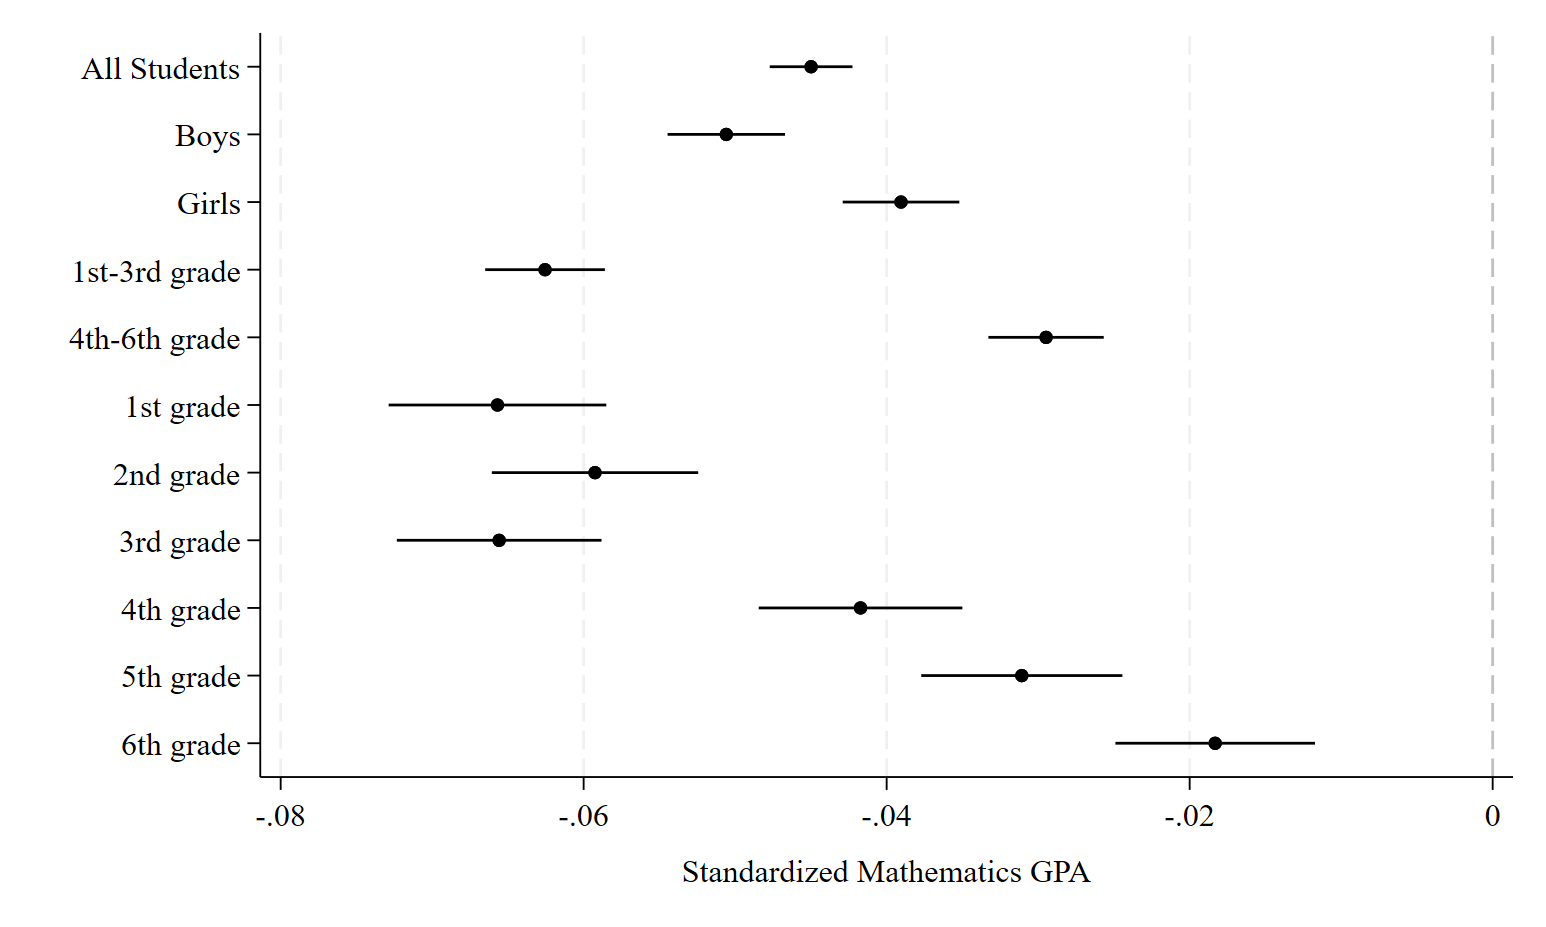 All Students
Boys
Girls
1st-3rd grade
4th-6th grade
1st grade
2nd grade
3rd grade
4th grade
5th grade
6th grade
-.08 -.06 -.04 -.02 0
Standardized Mathematics GPA